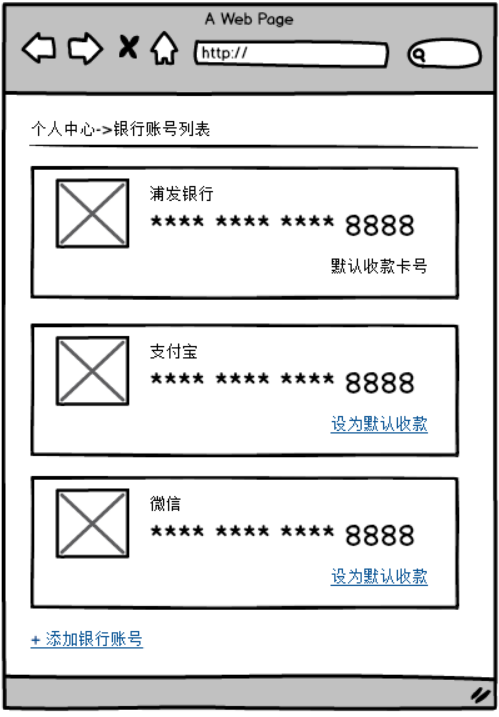 A Web Page
http://
个人中心->银行账号列表
浦发银行
**** **** **** 8888
默认收款卡号
支付宝
**** **** **** 8888
设为默认收款
微信
**** **** **** 8888
设为默认收款
+ 添加银行账号